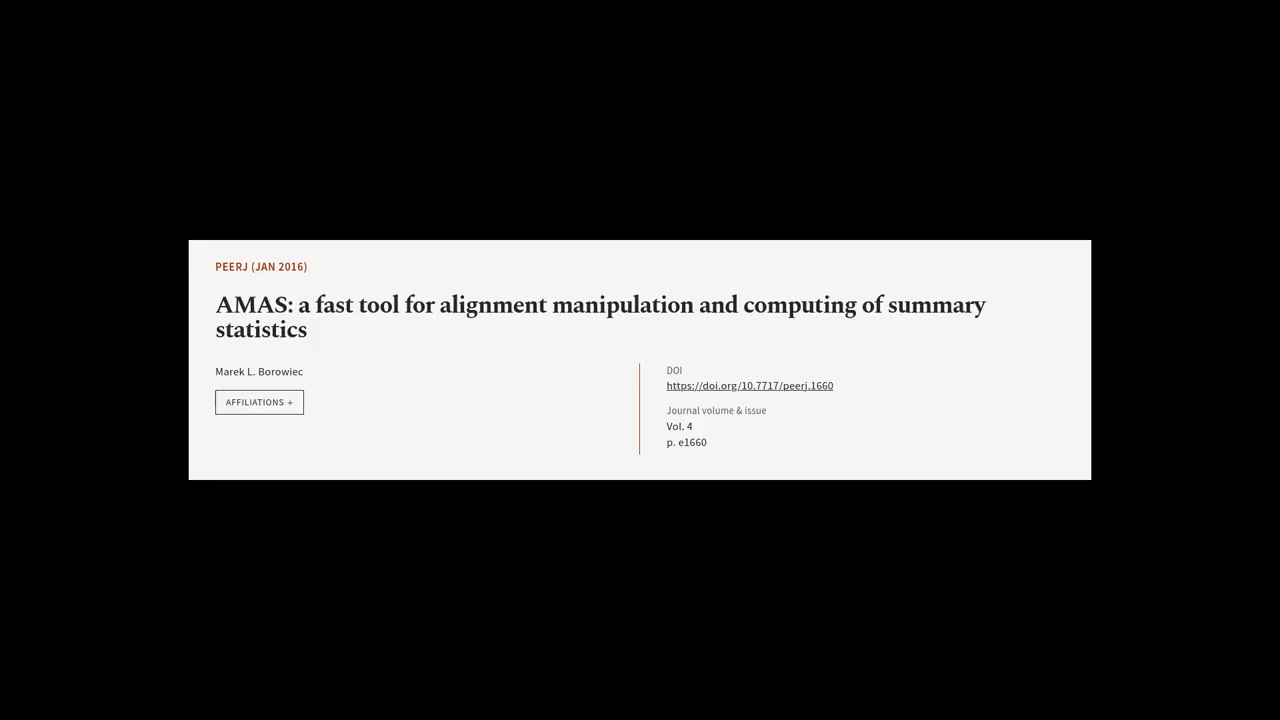 PEERJ (JAN 2016)
AMAS: a fast tool for alignment manipulation and computing of summary
statistics
Marek L. Borowiec
AFFILIATIONS +
DOI
https://doi.org/10.7717/peerj.1660
Journal volume & issue
Vol. 4
p. e1660